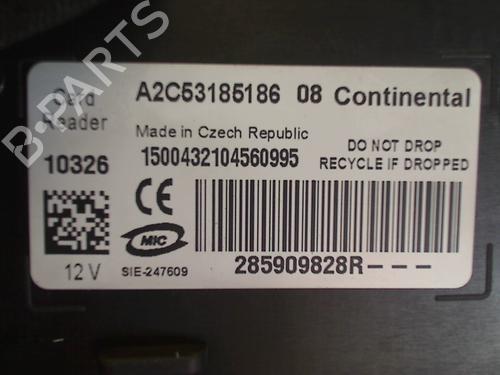 Card Reader
A2C53185186 08 Continental
Made in Czech Republic
10326
1500432104560995
DO NOT DROP
RECYCLE IF DROPPED
CE
MIC
12 V
SIE-247609
285909828R---
B-PARTS